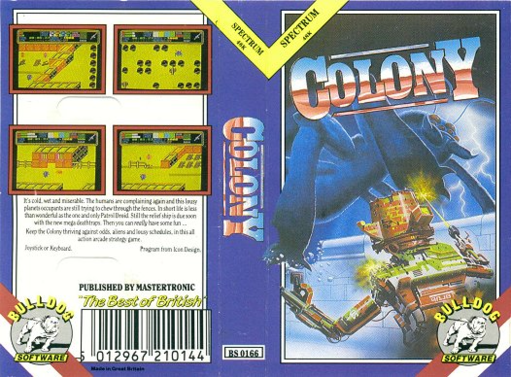 It's cold, wet and miserable. The humans are complaining again and this lousy
planets occupants are still trying to chew through the fences. In short life is less
than wonderful as the one and only Patrol Droid. Still the relief ship is due soon
with the new mega deathtraps. Then you can really have some fun ...
Keep the Colony thriving against odds, aliens and lousy schedules, in this all
action arcade strategy game.
Joystick or Keyboard. Program from Icon Design.
PUBLISHED BY MASTERTRONIC
"The Best of British"
BULLDOG
SOFTWARE
5 012967 210144
Made in Great Britain
SPECTRUM
48K
COLONY
BS 0166
SPECTRUM
48K
COLONY
BULLDOG
SOFTWARE